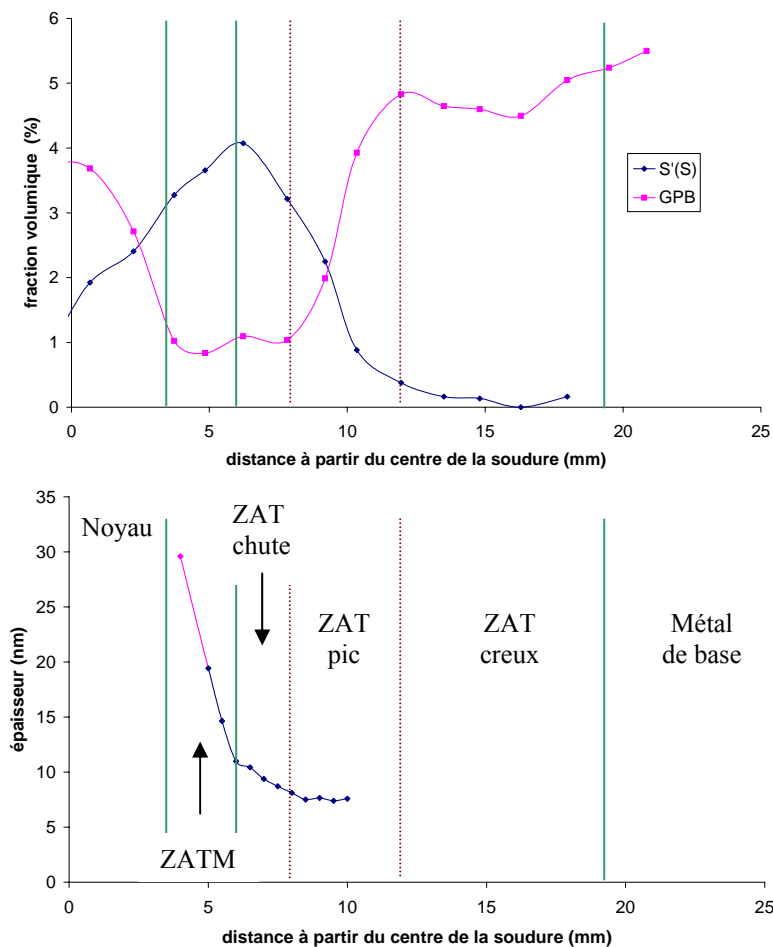 6
5
4
3
2
1
0
fraction volumique (%)
0 5 10 15 20 25
distance à partir du centre de la soudure (mm)
S'(S)
GPB
35
30
25
20
15
10
5
0
épaisseur (nm)
Noyau
ZAT
chute
ZAT
pic
ZAT
creux
Métal
de base
ZATM
0 5 10 15 20 25
distance à partir du centre de la soudure (mm)